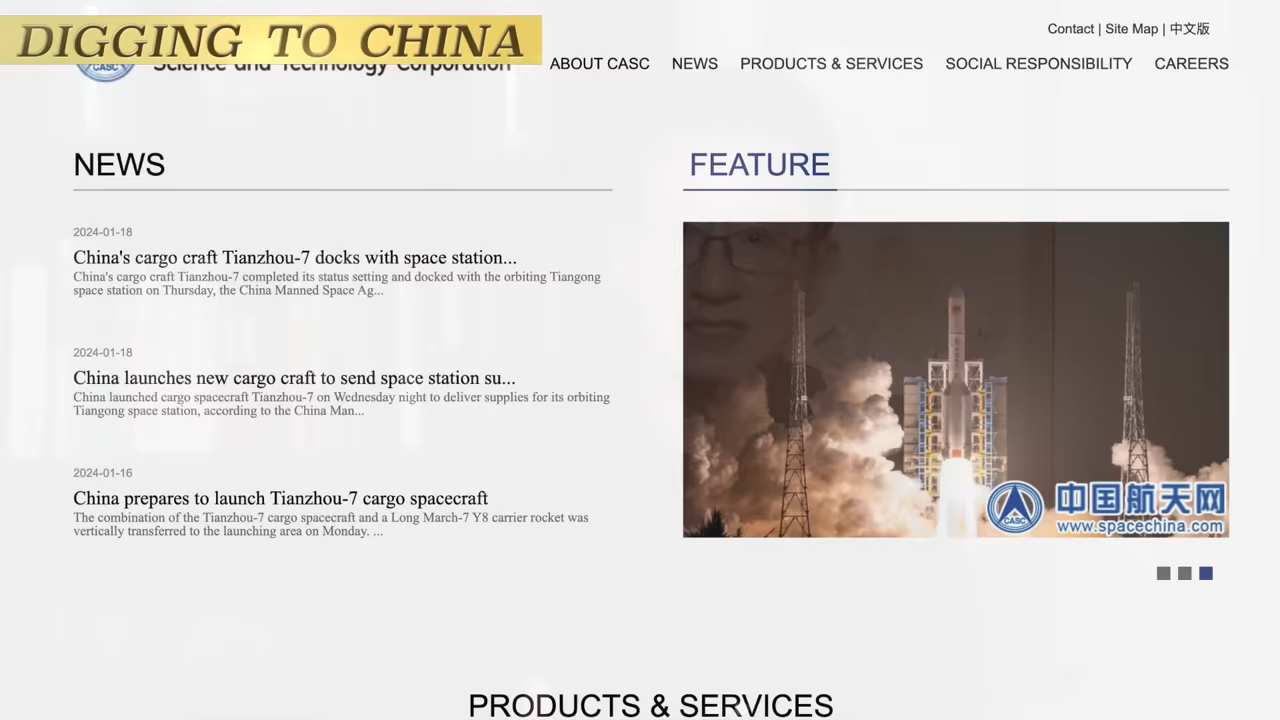 DIGGING TO CHINA
Contact | Site Map | 中文版
CASC
Science and Technology Corporation
ABOUT CASC NEWS PRODUCTS & SERVICES SOCIAL RESPONSIBILITY CAREERS
NEWS
2024-01-18
China's cargo craft Tianzhou-7 docks with space station...
China's cargo craft Tianzhou-7 completed its status setting and docked with the orbiting Tiangong
space station on Thursday, the China Manned Space Ag...
2024-01-18
China launches new cargo craft to send space station su...
China launched cargo spacecraft Tianzhou-7 on Wednesday night to deliver supplies for its orbiting
Tiangong space station, according to the China Man...
2024-01-16
China prepares to launch Tianzhou-7 cargo spacecraft
The combination of the Tianzhou-7 cargo spacecraft and a Long March-7 Y8 carrier rocket was
vertically transferred to the launching area on Monday. ...
FEATURE
CASC
中国航天网
www.spacechina.com
PRODUCTS & SERVICES